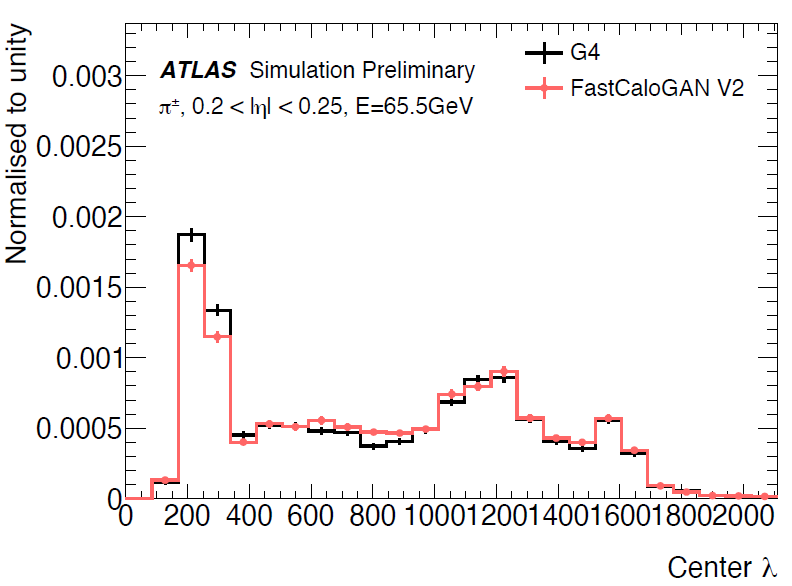 Normalised to unity
ATLAS Simulation Preliminary
π±, 0.2 < |η| < 0.25, E=65.5GeV
G4
FastCaloGAN V2
0.003
0.0025
0.002
0.0015
0.001
0.0005
0
0 200 400 600 800 1000 1200 1400 1600 1800 2000
Center λ